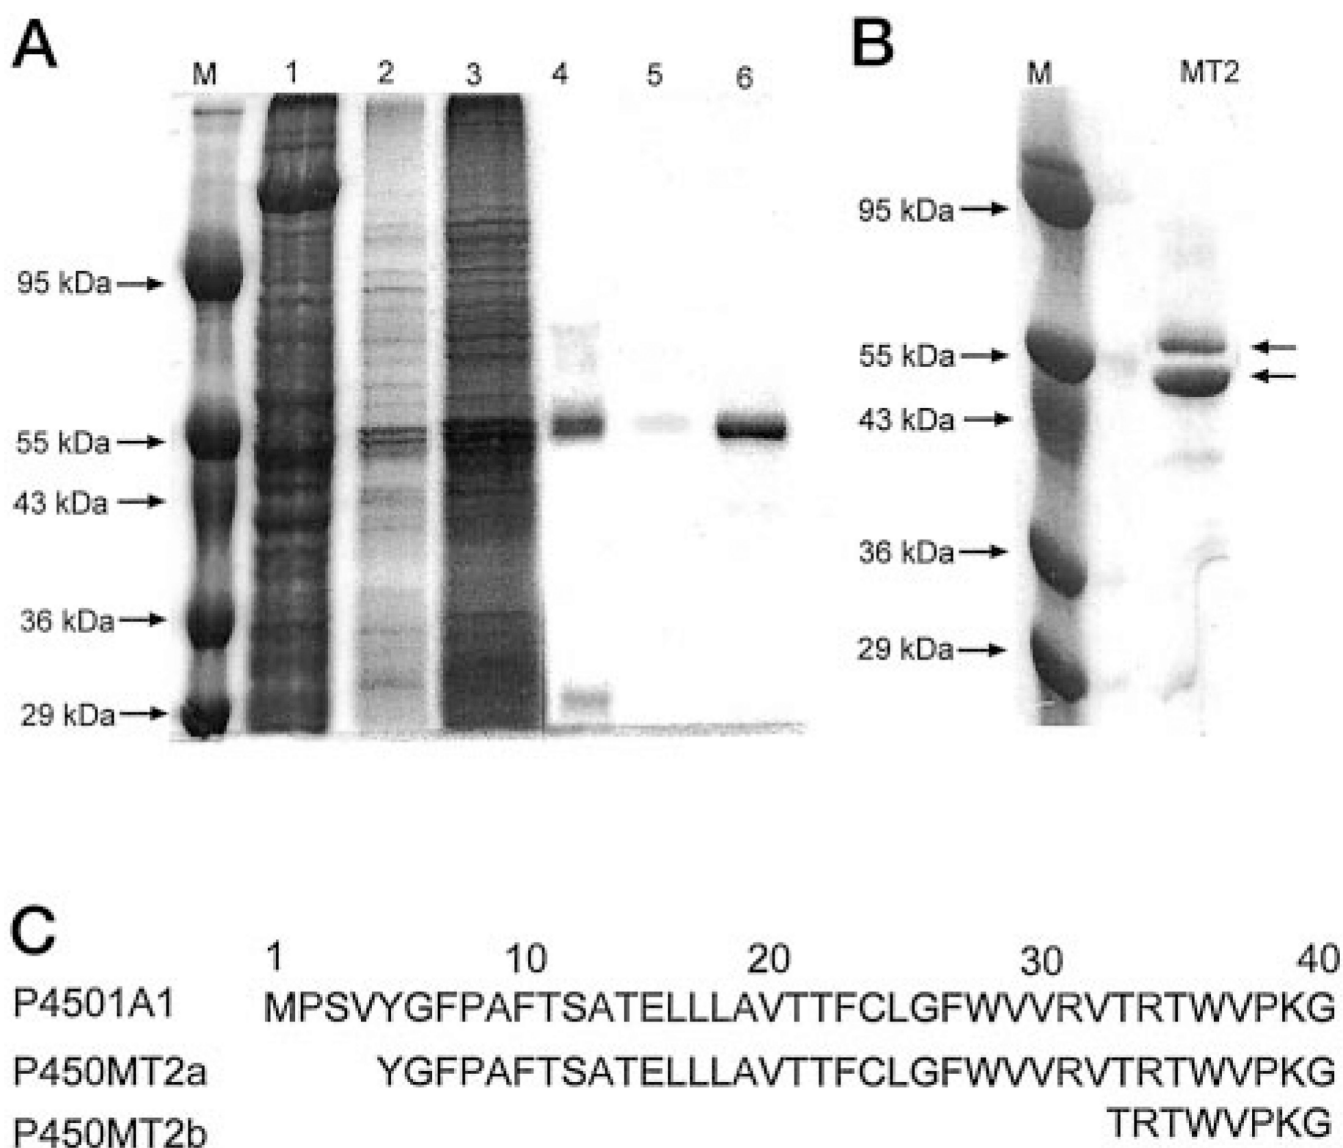 A
M 1 2 3 4 5 6
95 kDa
55 kDa
43 kDa
36 kDa
29 kDa
B
M MT2
95 kDa
55 kDa
43 kDa
36 kDa
29 kDa
C
1 10 20 30 40
P4501A1 MPSVYGFPAFTSATELLLAVTTFCLGFWVVRVTRTWVPKG
P450MT2a YGFPAFTSATELLLAVTTFCLGFWVVRVTRTWVPKG
P450MT2b TRTWVPKG